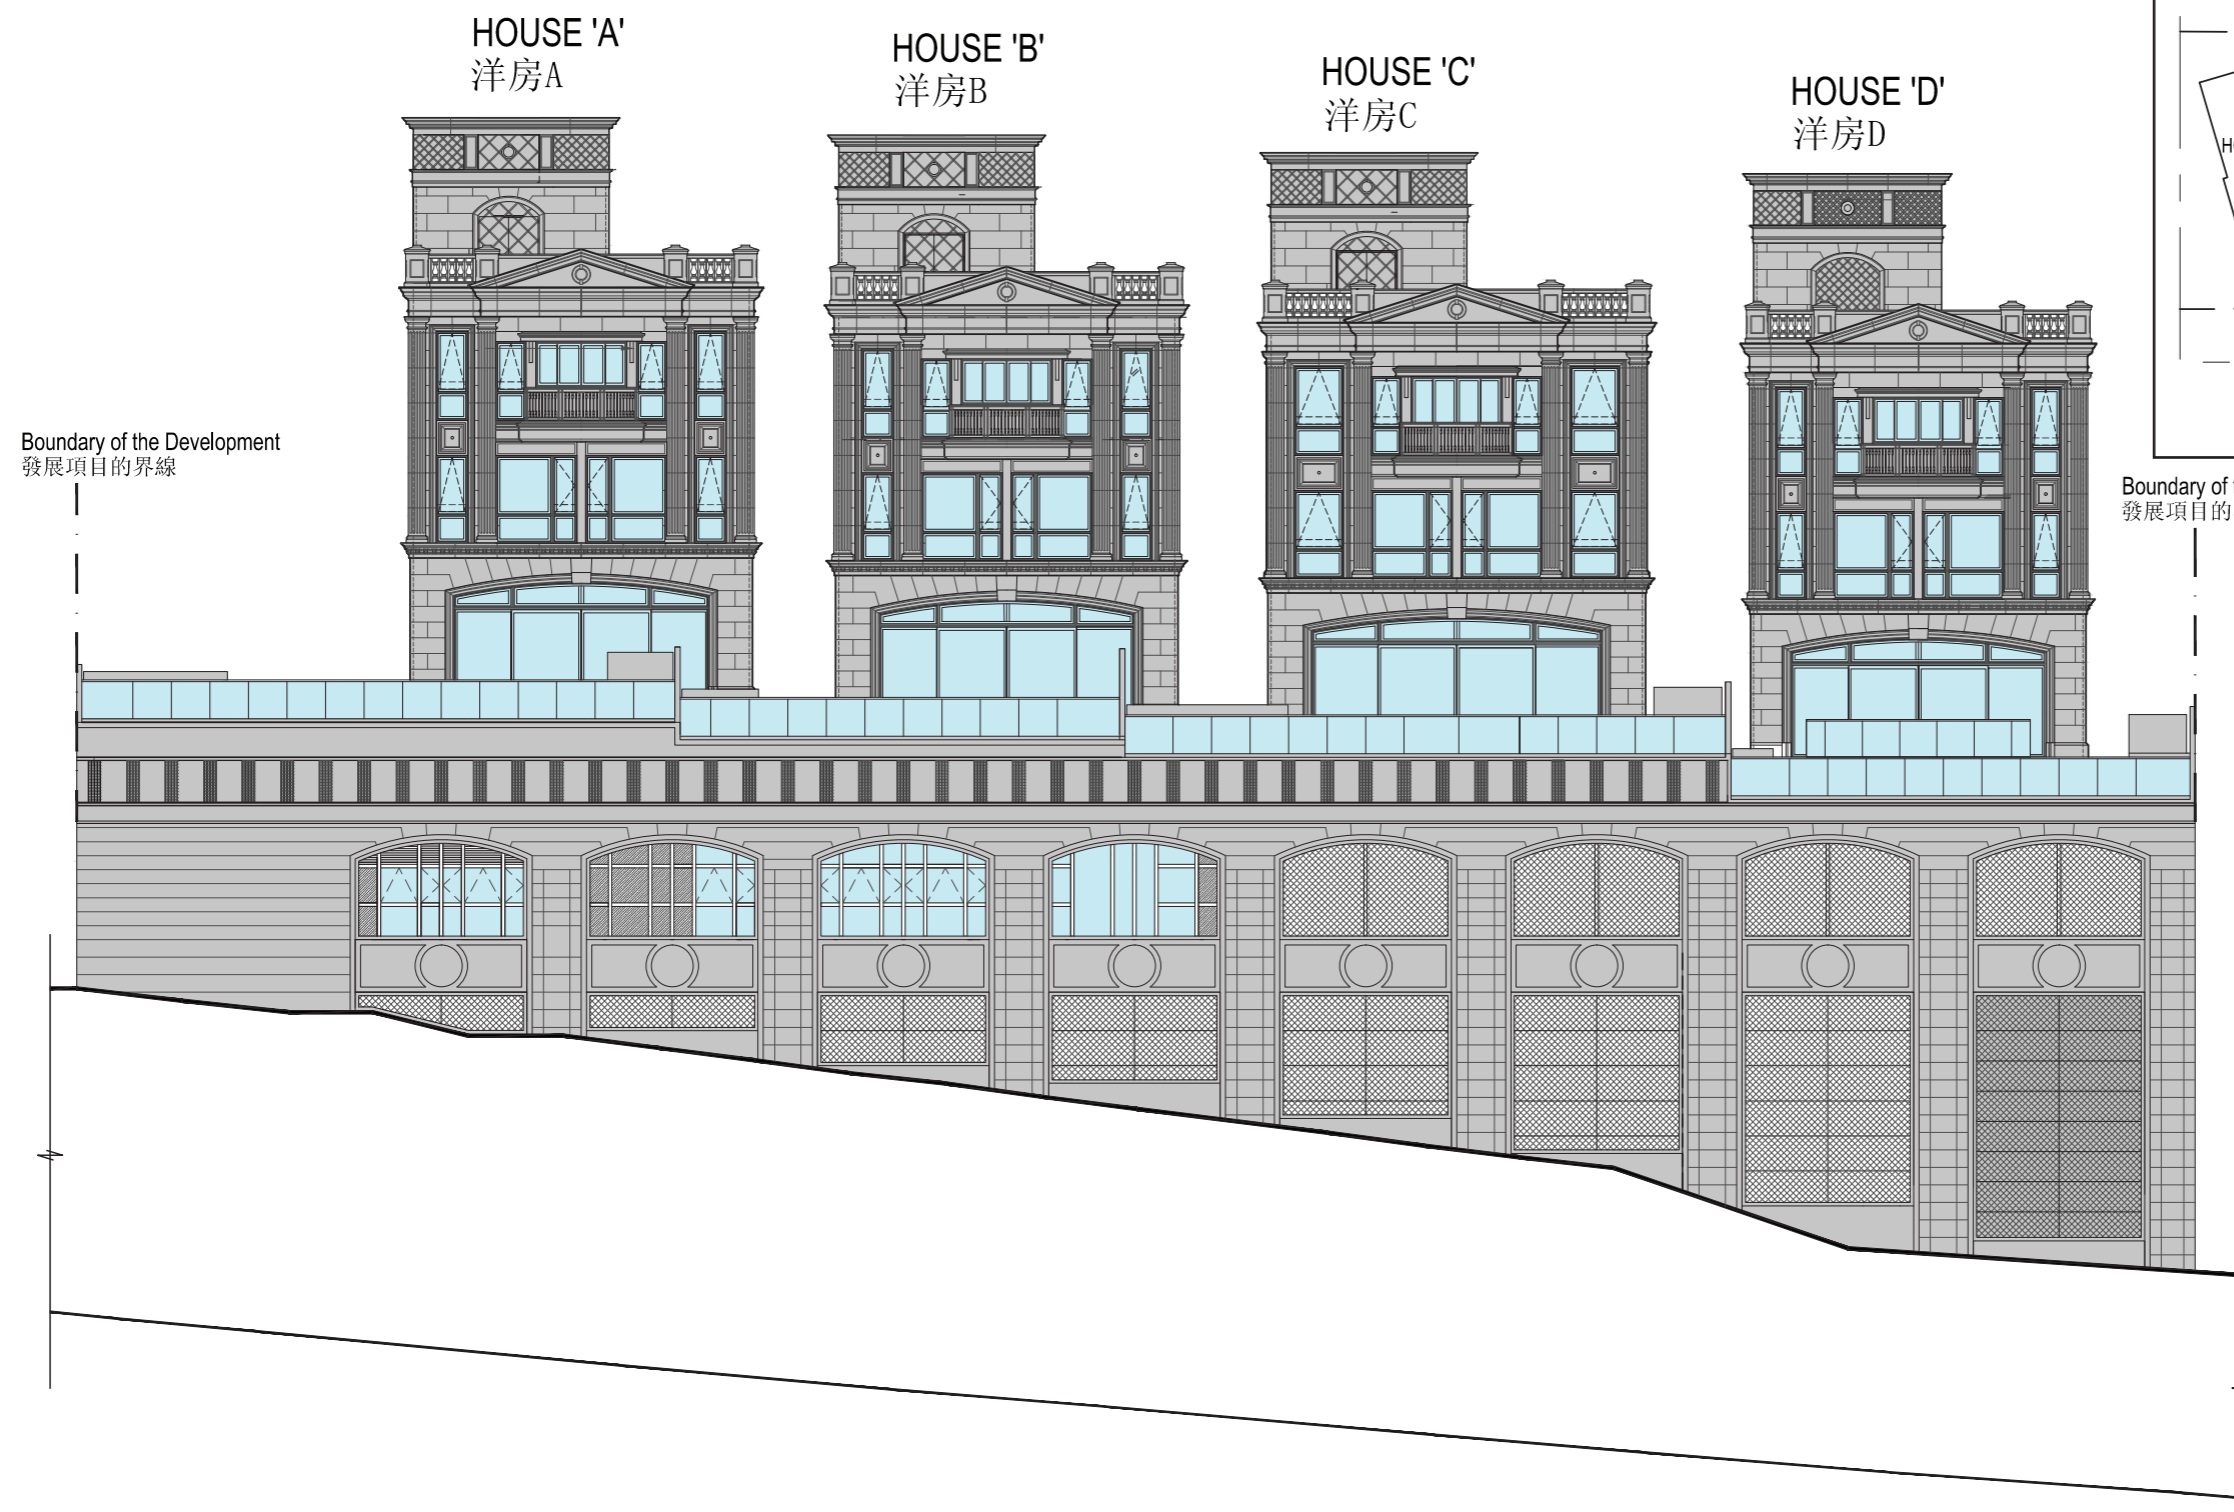 HOUSE 'A'
洋房A
HOUSE 'B'
洋房B
HOUSE 'C'
洋房C
HOUSE 'D'
洋房D
Boundary of the Development
發展項目的界線
Boundary of
發展項目的